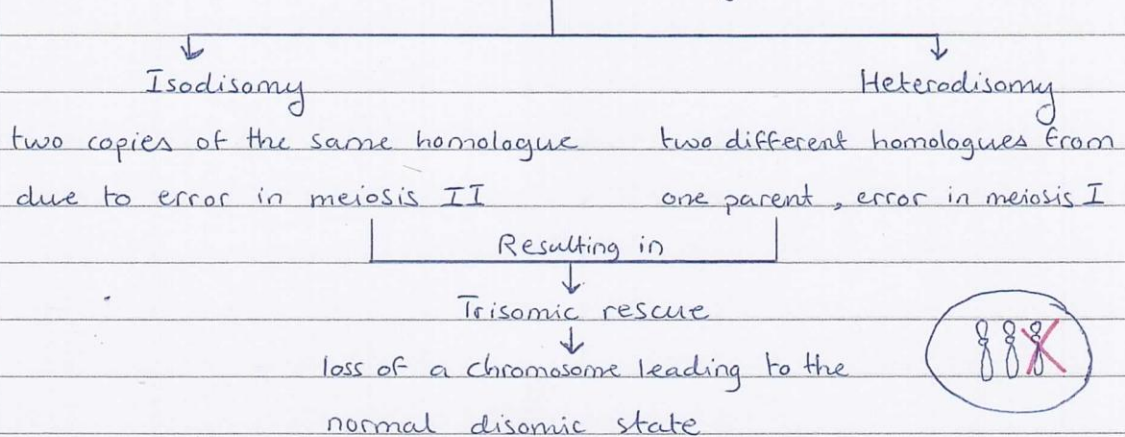 Isodisomy
Heterodisomy
two copies of the same homologue
due to error in meiosis II
two different homologues from
one parent, error in meiosis I
Resulting in
Trisomic rescue
loss of a chromosome leading to the
normal disomic state